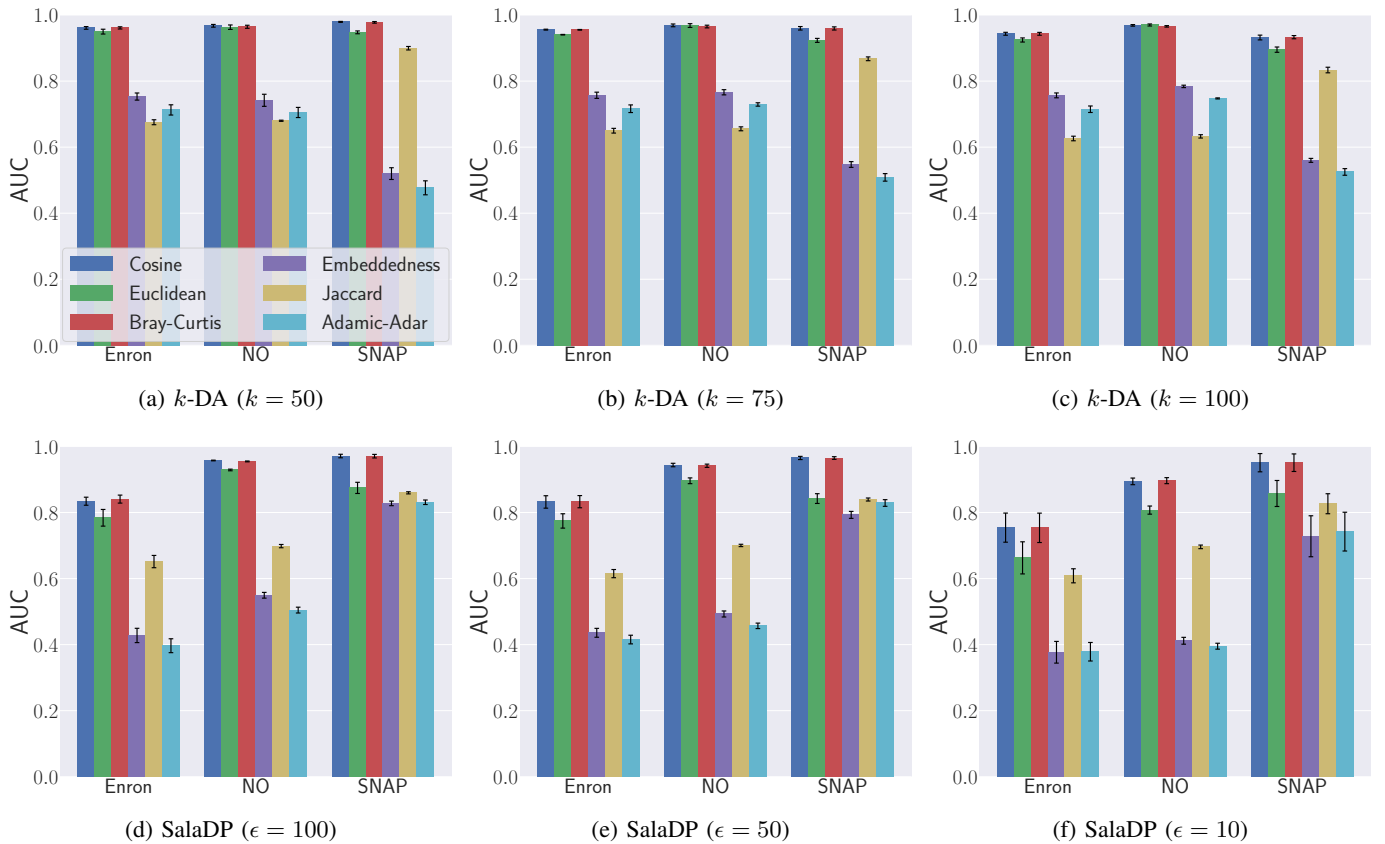 1.0
0.8
0.6
0.4
0.2
0.0
AUC
Cosine
Euclidean
Bray-Curtis
Embeddedness
Jaccard
Adamic-Adar
Enron NO SNAP
(a) k-DA (k = 50)
1.0
0.8
0.6
0.4
0.2
0.0
AUC
Enron NO SNAP
(b) k-DA (k = 75)
1.0
0.8
0.6
0.4
0.2
0.0
AUC
Enron NO SNAP
(c) k-DA (k = 100)
1.0
0.8
0.6
0.4
0.2
0.0
AUC
Enron NO SNAP
(d) SalaDP (ϵ = 100)
1.0
0.8
0.6
0.4
0.2
0.0
AUC
Enron NO SNAP
(e) SalaDP (ϵ = 50)
1.0
0.8
0.6
0.4
0.2
0.0
AUC
Enron NO SNAP
(f) SalaDP (ϵ = 10)